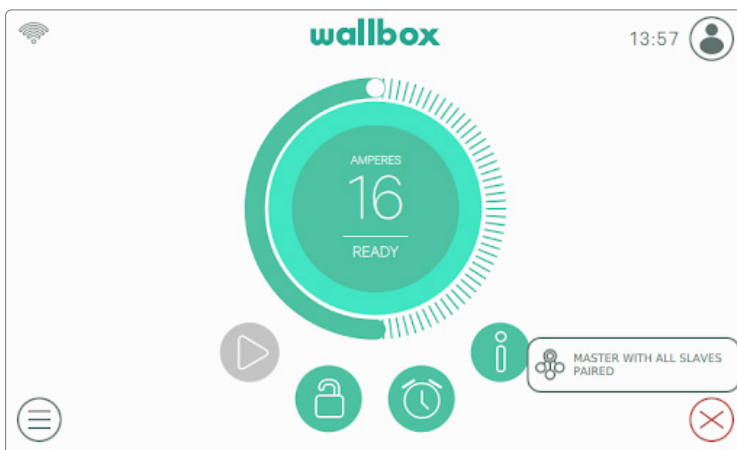 wallbox
13:57
AMPERES
16
READY
MASTER WITH ALL SLAVES
PAIRED